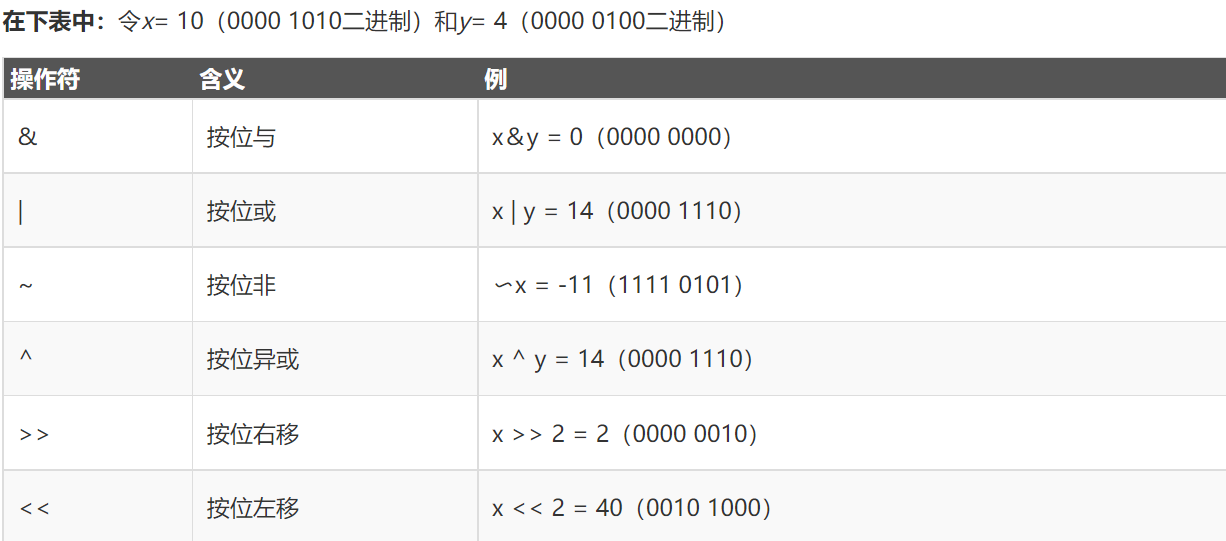 在下表中：令x= 10（0000 1010二进制）和y= 4（0000 0100二进制）
操作符 含义 例
& 按位与 x＆y = 0（0000 0000）
| 按位或 x | y = 14（0000 1110）
~ 按位非 〜x = -11（1111 0101）
^ 按位异或 x ^ y = 14（0000 1110）
>> 按位右移 x >> 2 = 2（0000 0010）
<< 按位左移 x << 2 = 40（0010 1000）